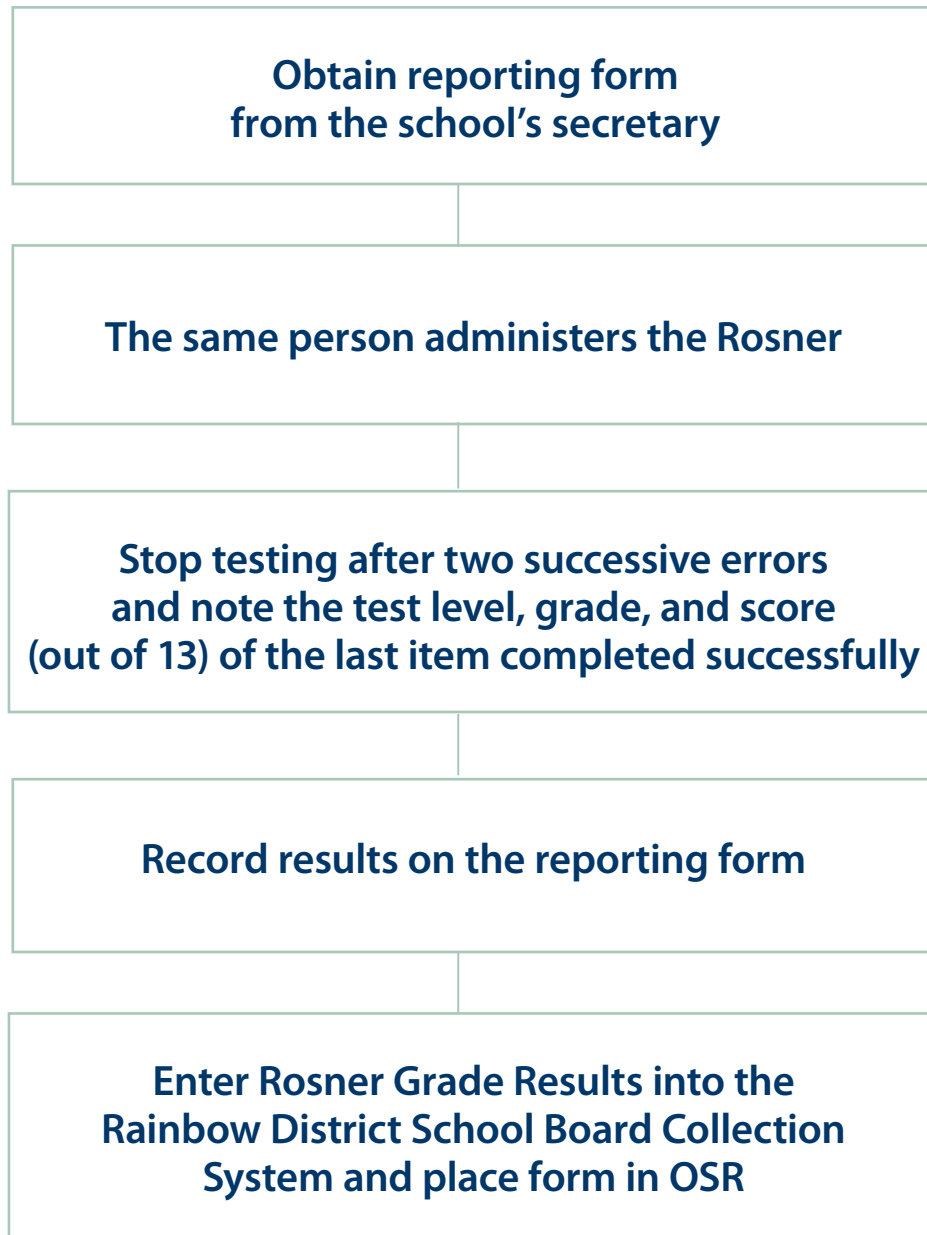 Obtain reporting form
from the school’s secretary
The same person administers the Rosner
Stop testing after two successive errors
and note the test level, grade, and score
(out of 13) of the last item completed successfully
Record results on the reporting form
Enter Rosner Grade Results into the
Rainbow District School Board Collection
System and place form in OSR